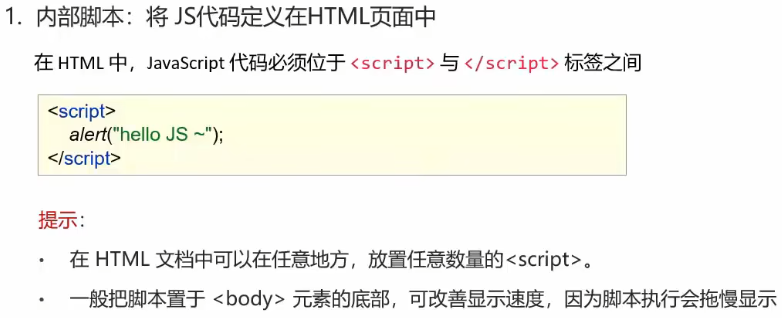 1. 内部脚本：将 JS代码定义在HTML页面中
在 HTML 中，JavaScript 代码必须位于 <script> 与 </script> 标签之间
<script>
alert("hello JS ~");
</script>
提示：
• 在 HTML 文档中可以在任意地方，放置任意数量的<script>。
• 一般把脚本置于 <body> 元素的底部，可改善显示速度，因为脚本执行会拖慢显示